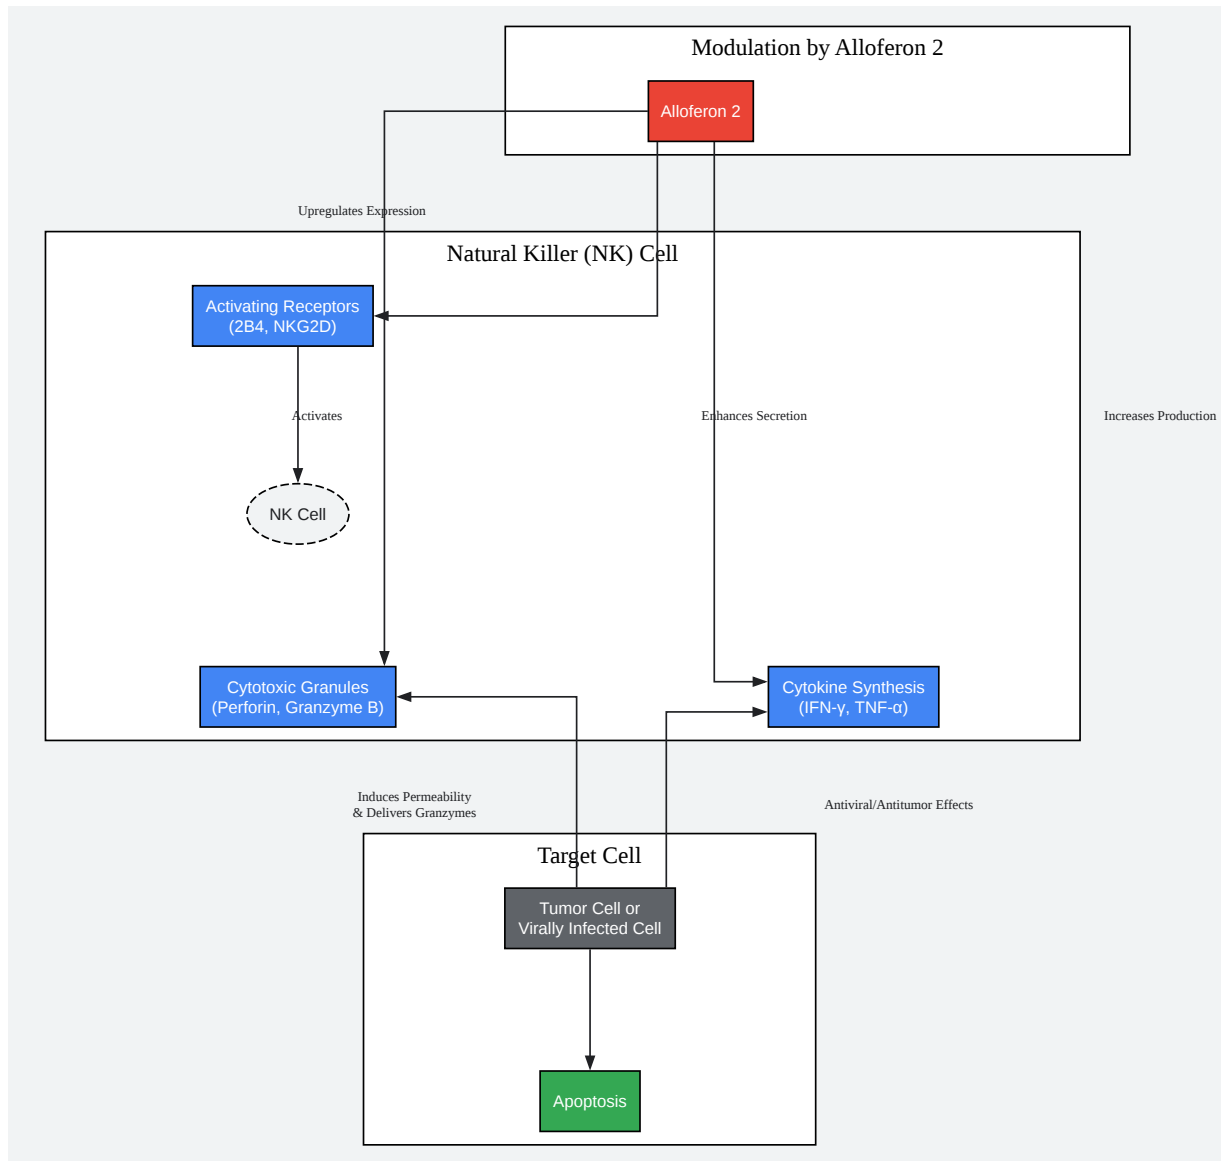 Modulation by Alloferon 2
Alloferon 2
Upregulates Expression
Natural Killer (NK) Cell
Activating Receptors
(2B4, NKG2D)
Activates
Enhances Secretion
Increases Production
NK Cell
Cytotoxic Granules
(Perforin, Granzyme B)
Cytokine Synthesis
(IFN-γ, TNF-α)
Induces Permeability
& Delivers Granzymes
Antiviral/Antitumor Effects
Target Cell
Tumor Cell or
Virally Infected Cell
Apoptosis